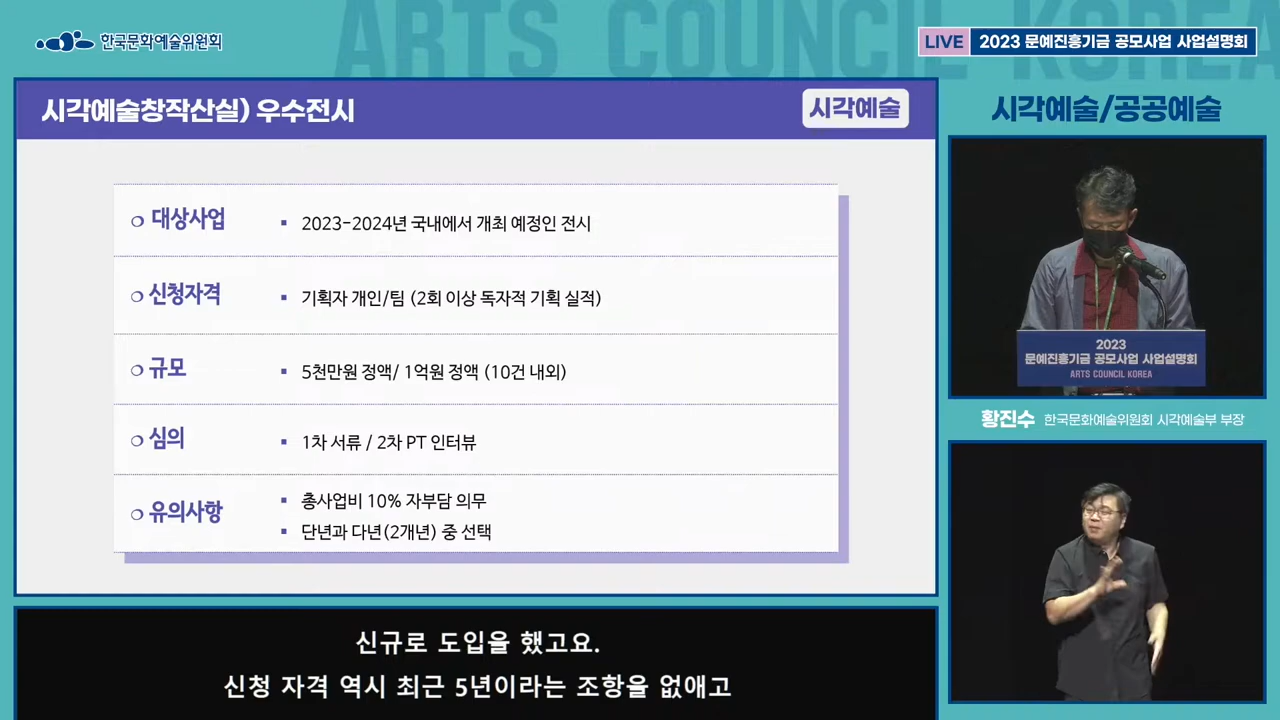 ARTS COUNCIL KOREA
한국문화예술위원회
LIVE 2023 문예진흥기금 공모사업 사업설명회
시각예술창작산실) 우수전시
시각예술
시각예술/공공예술
대상사업
2023-2024년 국내에서 개최 예정인 전시
신청자격
기획자 개인/팀 (2회 이상 독자적 기획 실적)
규모
5천만원 정액/ 1억원 정액 (10건 내외)
심의
1차 서류 / 2차 PT 인터뷰
유의사항
총사업비 10% 자부담 의무
단년과 다년(2개년) 중 선택
2023
문예진흥기금 공모사업 사업설명회
ARTS COUNCIL KOREA
황진수 한국문화예술위원회 시각예술부 부장
신규로 도입을 했고요.
신청 자격 역시 최근 5년이라는 조항을 없애고